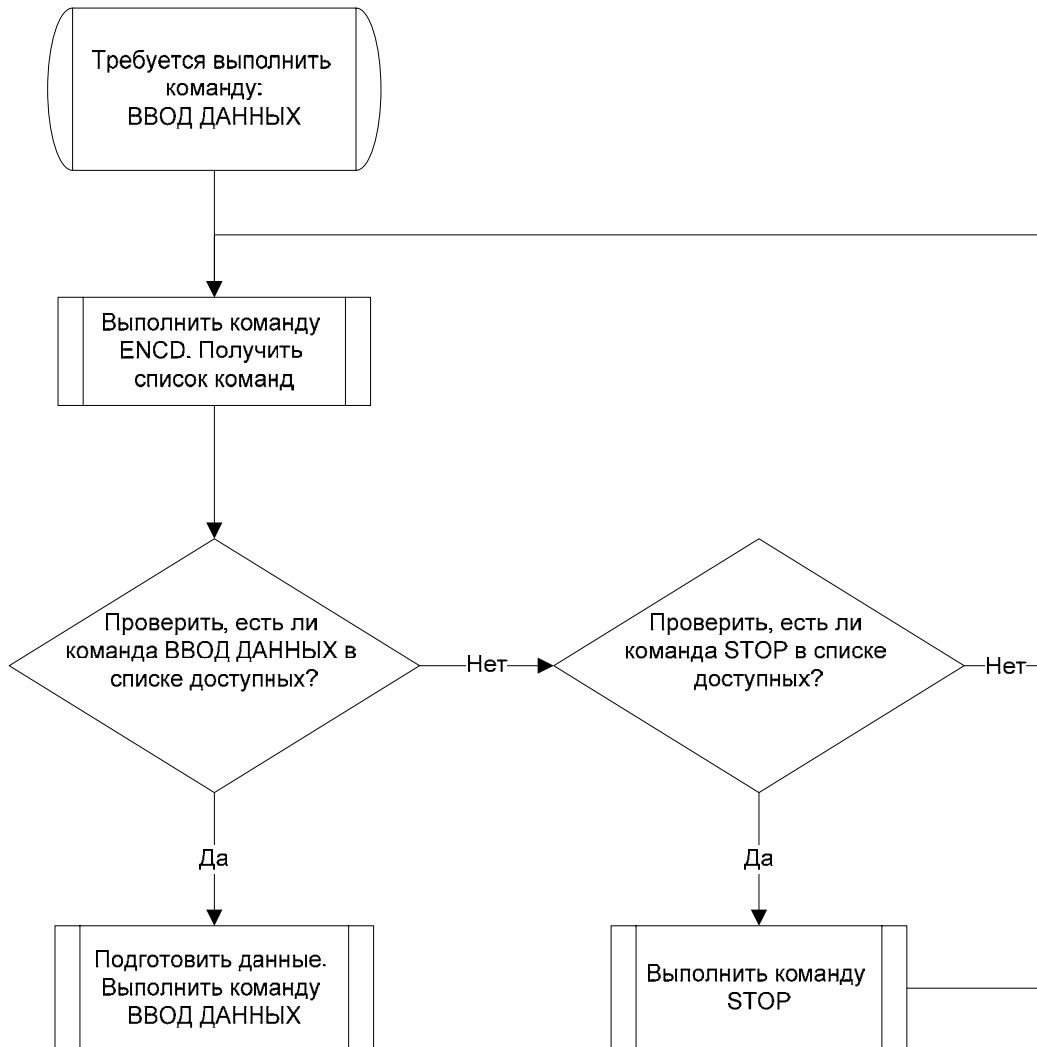 Требуется выполнить
команду:
ВВОД ДАННЫХ
Выполнить команду
ENCD. Получить
список команд
Проверить, есть ли
команда ВВОД ДАННЫХ в
списке доступных?
Нет
Проверить, есть ли
команда STOP в списке
доступных?
Нет
Да
Да
Подготовить данные.
Выполнить команду
ВВОД ДАННЫХ
Выполнить команду
STOP